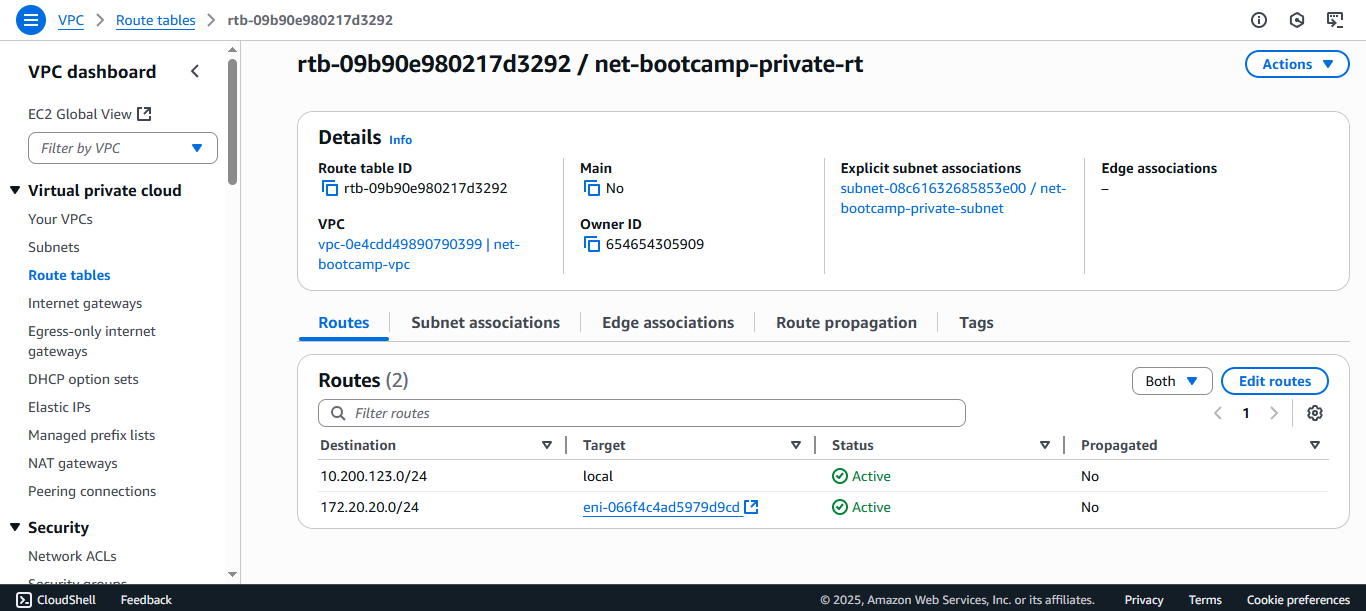 VPC > Route tables > rtb-09b90e980217d3292
VPC dashboard
EC2 Global View
Filter by VPC
Virtual private cloud
Your VPCs
Subnets
Route tables
Internet gateways
Egress-only internet
gateways
DHCP option sets
Elastic IPs
Managed prefix lists
NAT gateways
Peering connections
Security
Network ACLs
Security groups
rtb-09b90e980217d3292 / net-bootcamp-private-rt
Actions
Details Info
Route table ID
rtb-09b90e980217d3292
VPC
vpc-0e4cdd49890790399 | net-
bootcamp-vpc
Main
No
Owner ID
654654305909
Explicit subnet associations
subnet-08c61632685853e00 / net-
bootcamp-private-subnet
Edge associations
–
Routes Subnet associations Edge associations Route propagation Tags
Routes (2)
Both Edit routes
Filter routes
1
Destination Target Status Propagated
10.200.123.0/24 local Active No
172.20.20.0/24 eni-066f4c4ad5979d9cd Active No
CloudShell Feedback © 2025, Amazon Web Services, Inc. or its affiliates. Privacy Terms Cookie preferences